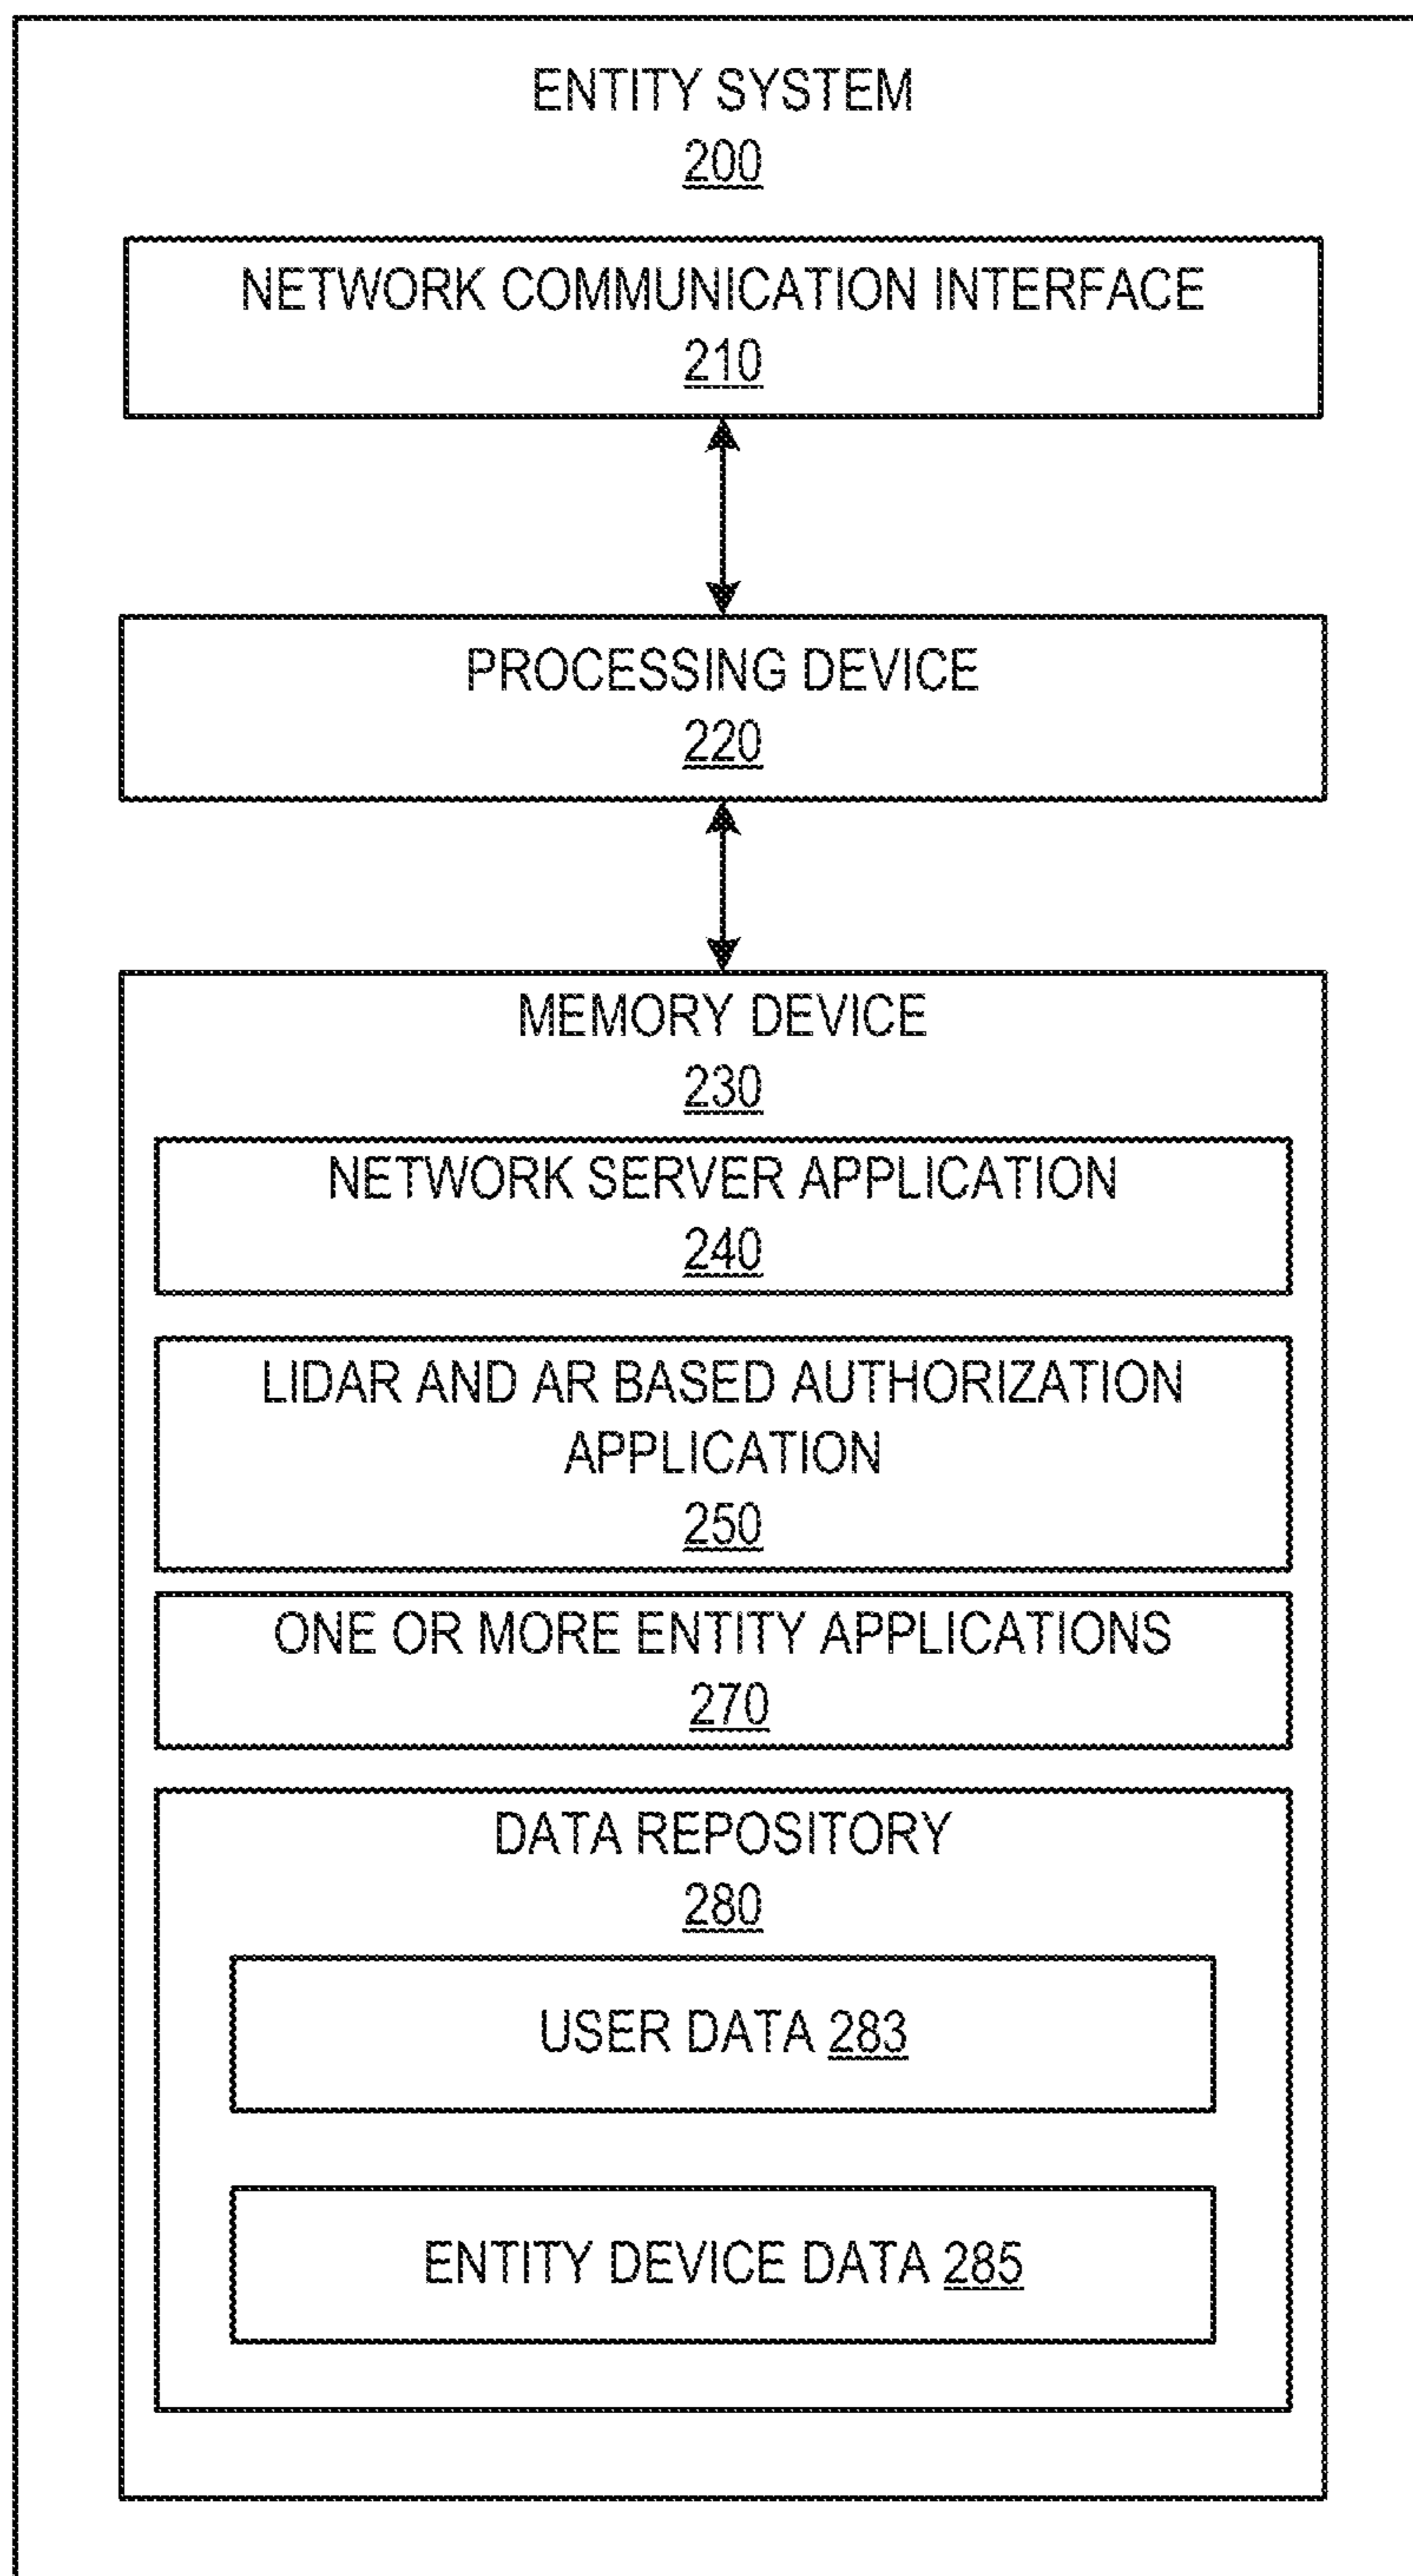 ENTITY SYSTEM
200
NETWORK COMMUNICATION INTERFACE
210
PROCESSING DEVICE
220
MEMORY DEVICE
230
NETWORK SERVER APPLICATION
240
LIDAR AND AR BASED AUTHORIZATION
APPLICATION
250
ONE OR MORE ENTITY APPLICATIONS
270
DATA REPOSITORY
280
USER DATA 283
ENTITY DEVICE DATA 285